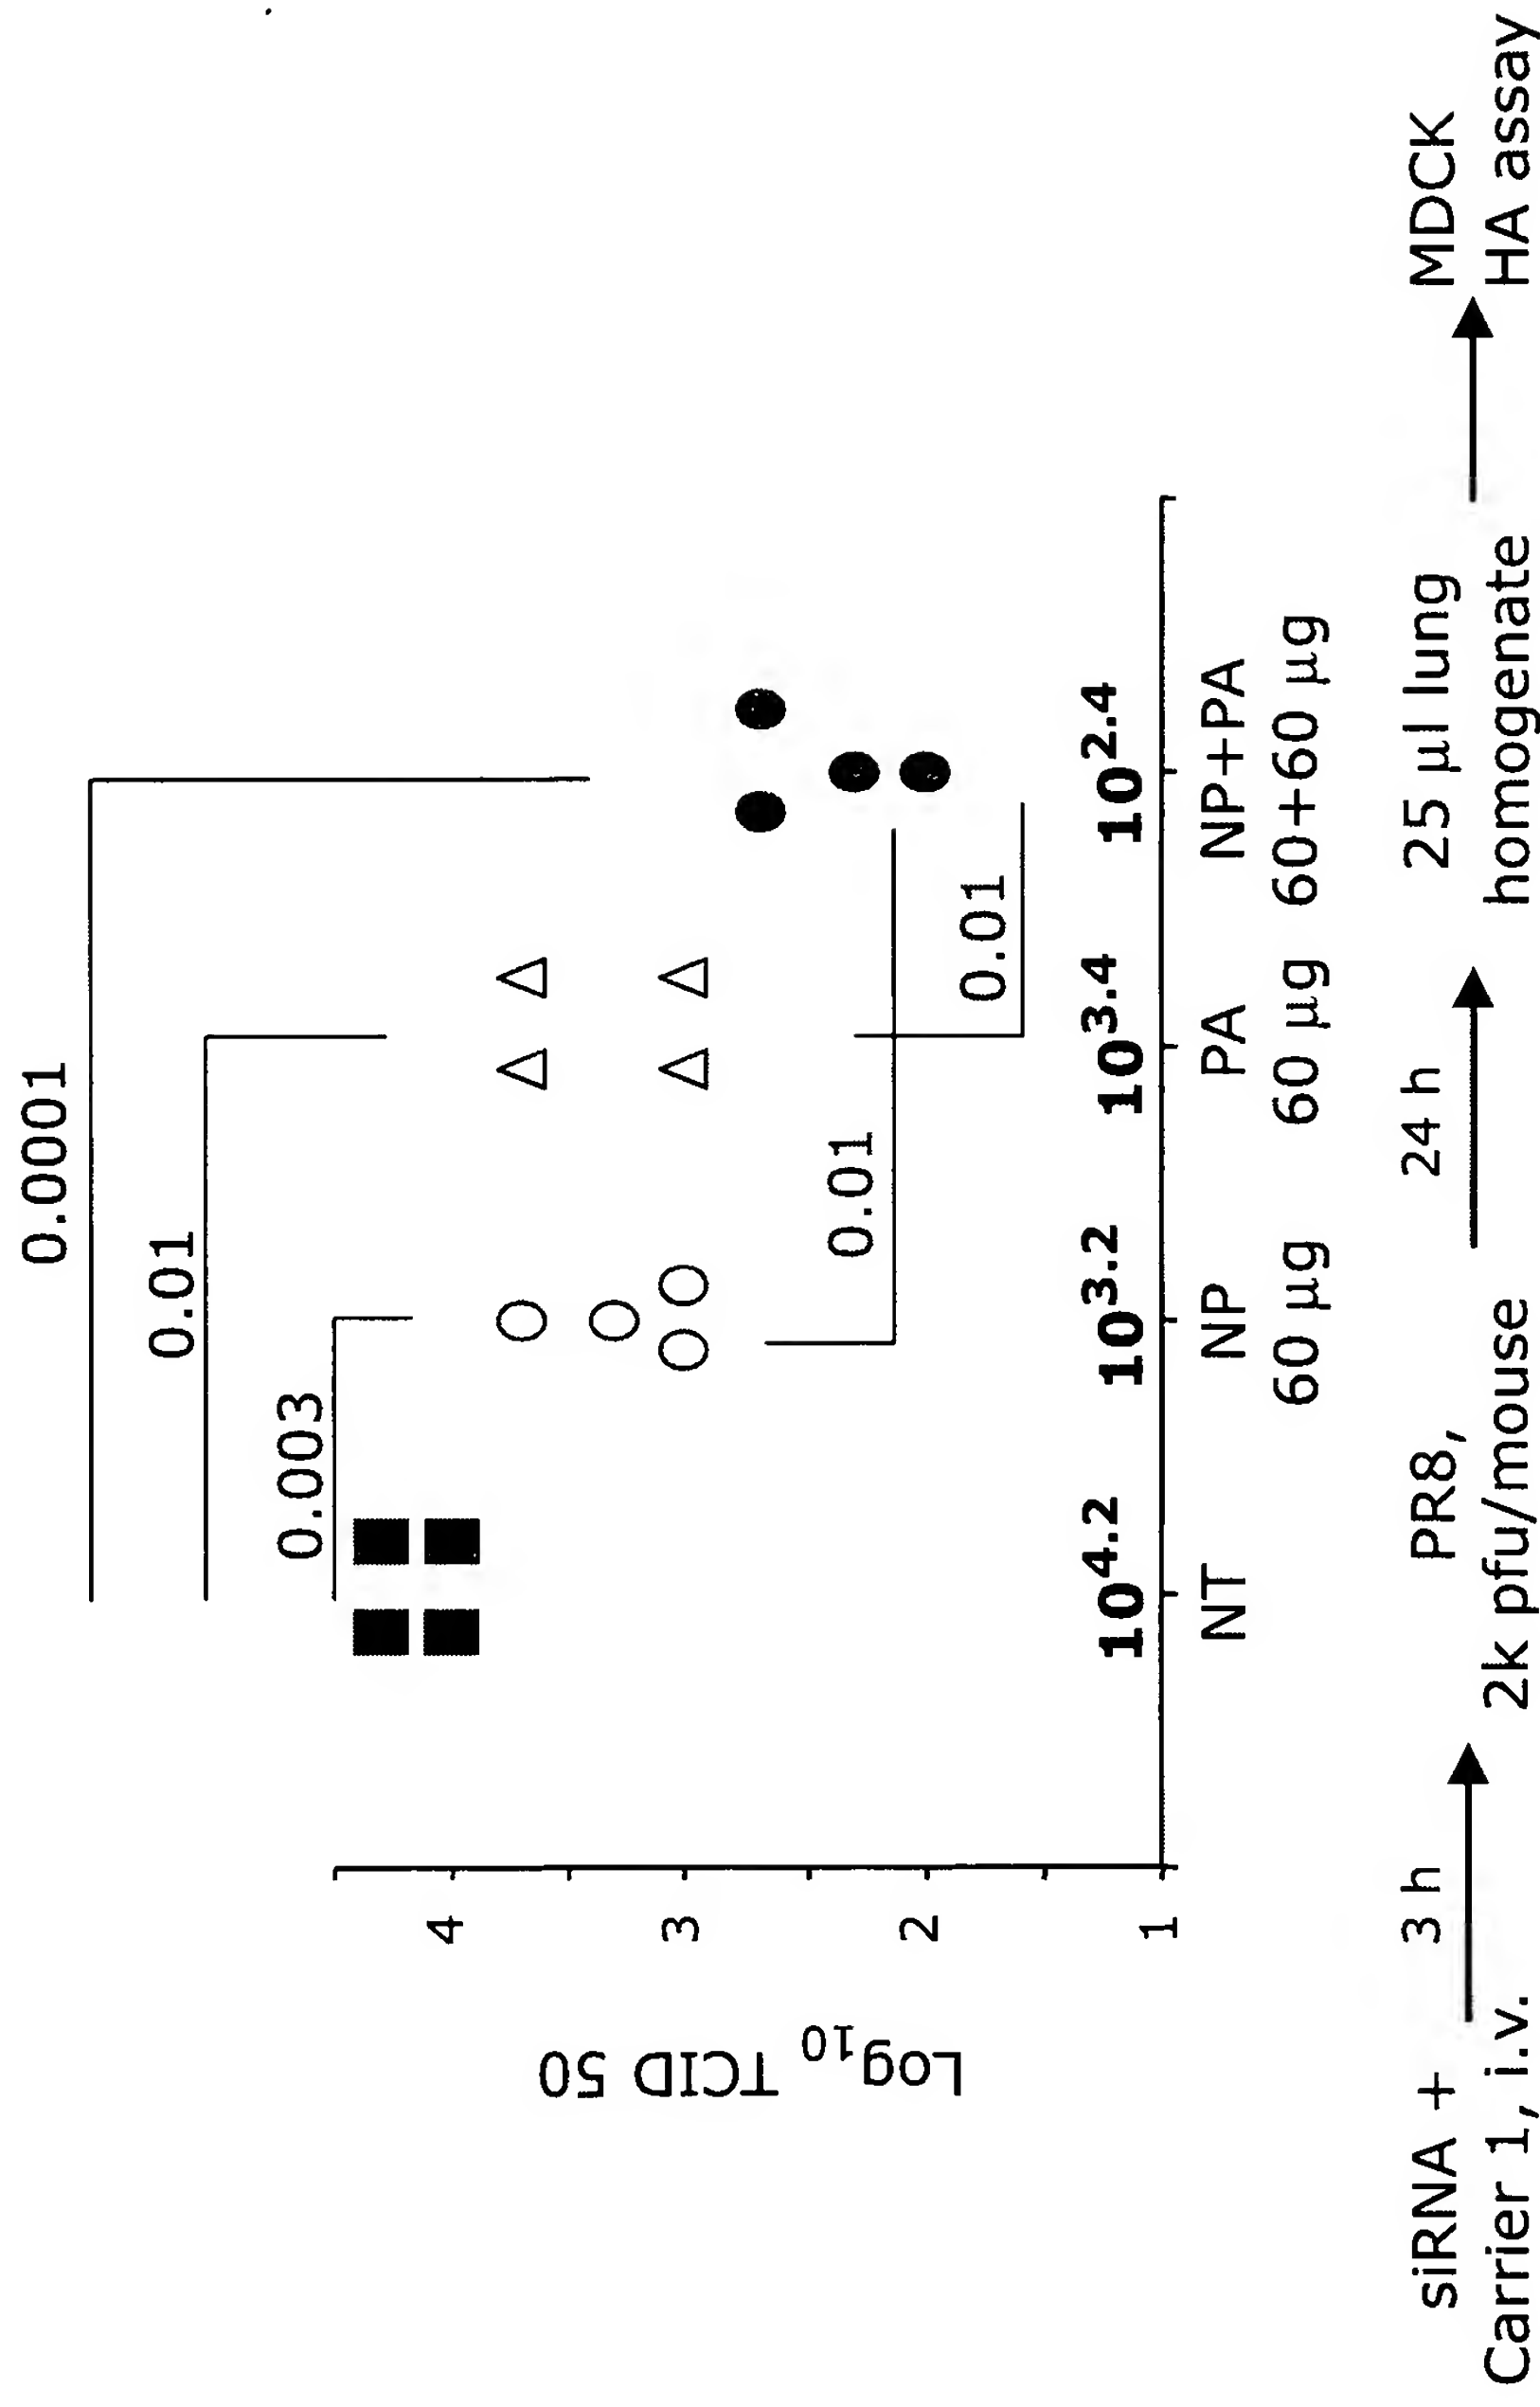 0.0001
0.01
0.003
4
3
2
1
Log10 TCID 50
0.01
0.01
10^4.2 10^3.2 10^3.4 10^2.4
NT NP PA NP+PA
60 µg 60 µg 60+60 µg
siRNA + 3 h PR8, 24 h 25 µl lung MDCK
Carrier 1, i.v. 2k pfu/mouse homogenate HA assay